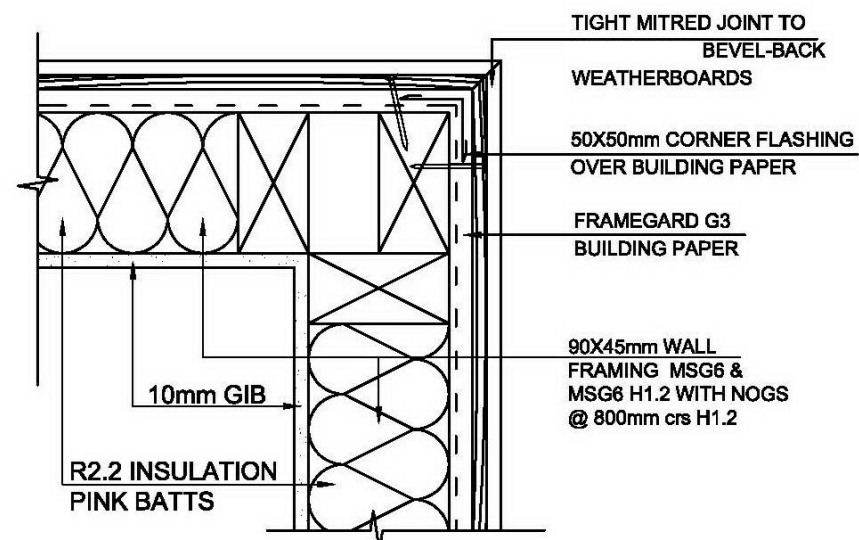 TIGHT MITRED JOINT TO
BEVEL-BACK
WEATHERBOARDS
50X50mm CORNER FLASHING
OVER BUILDING PAPER
FRAMEGARD G3
BUILDING PAPER
90X45mm WALL
FRAMING MSG6 &
MSG6 H1.2 WITH NOGS
@ 800mm crs H1.2
10mm GIB
R2.2 INSULATION
PINK BATTS